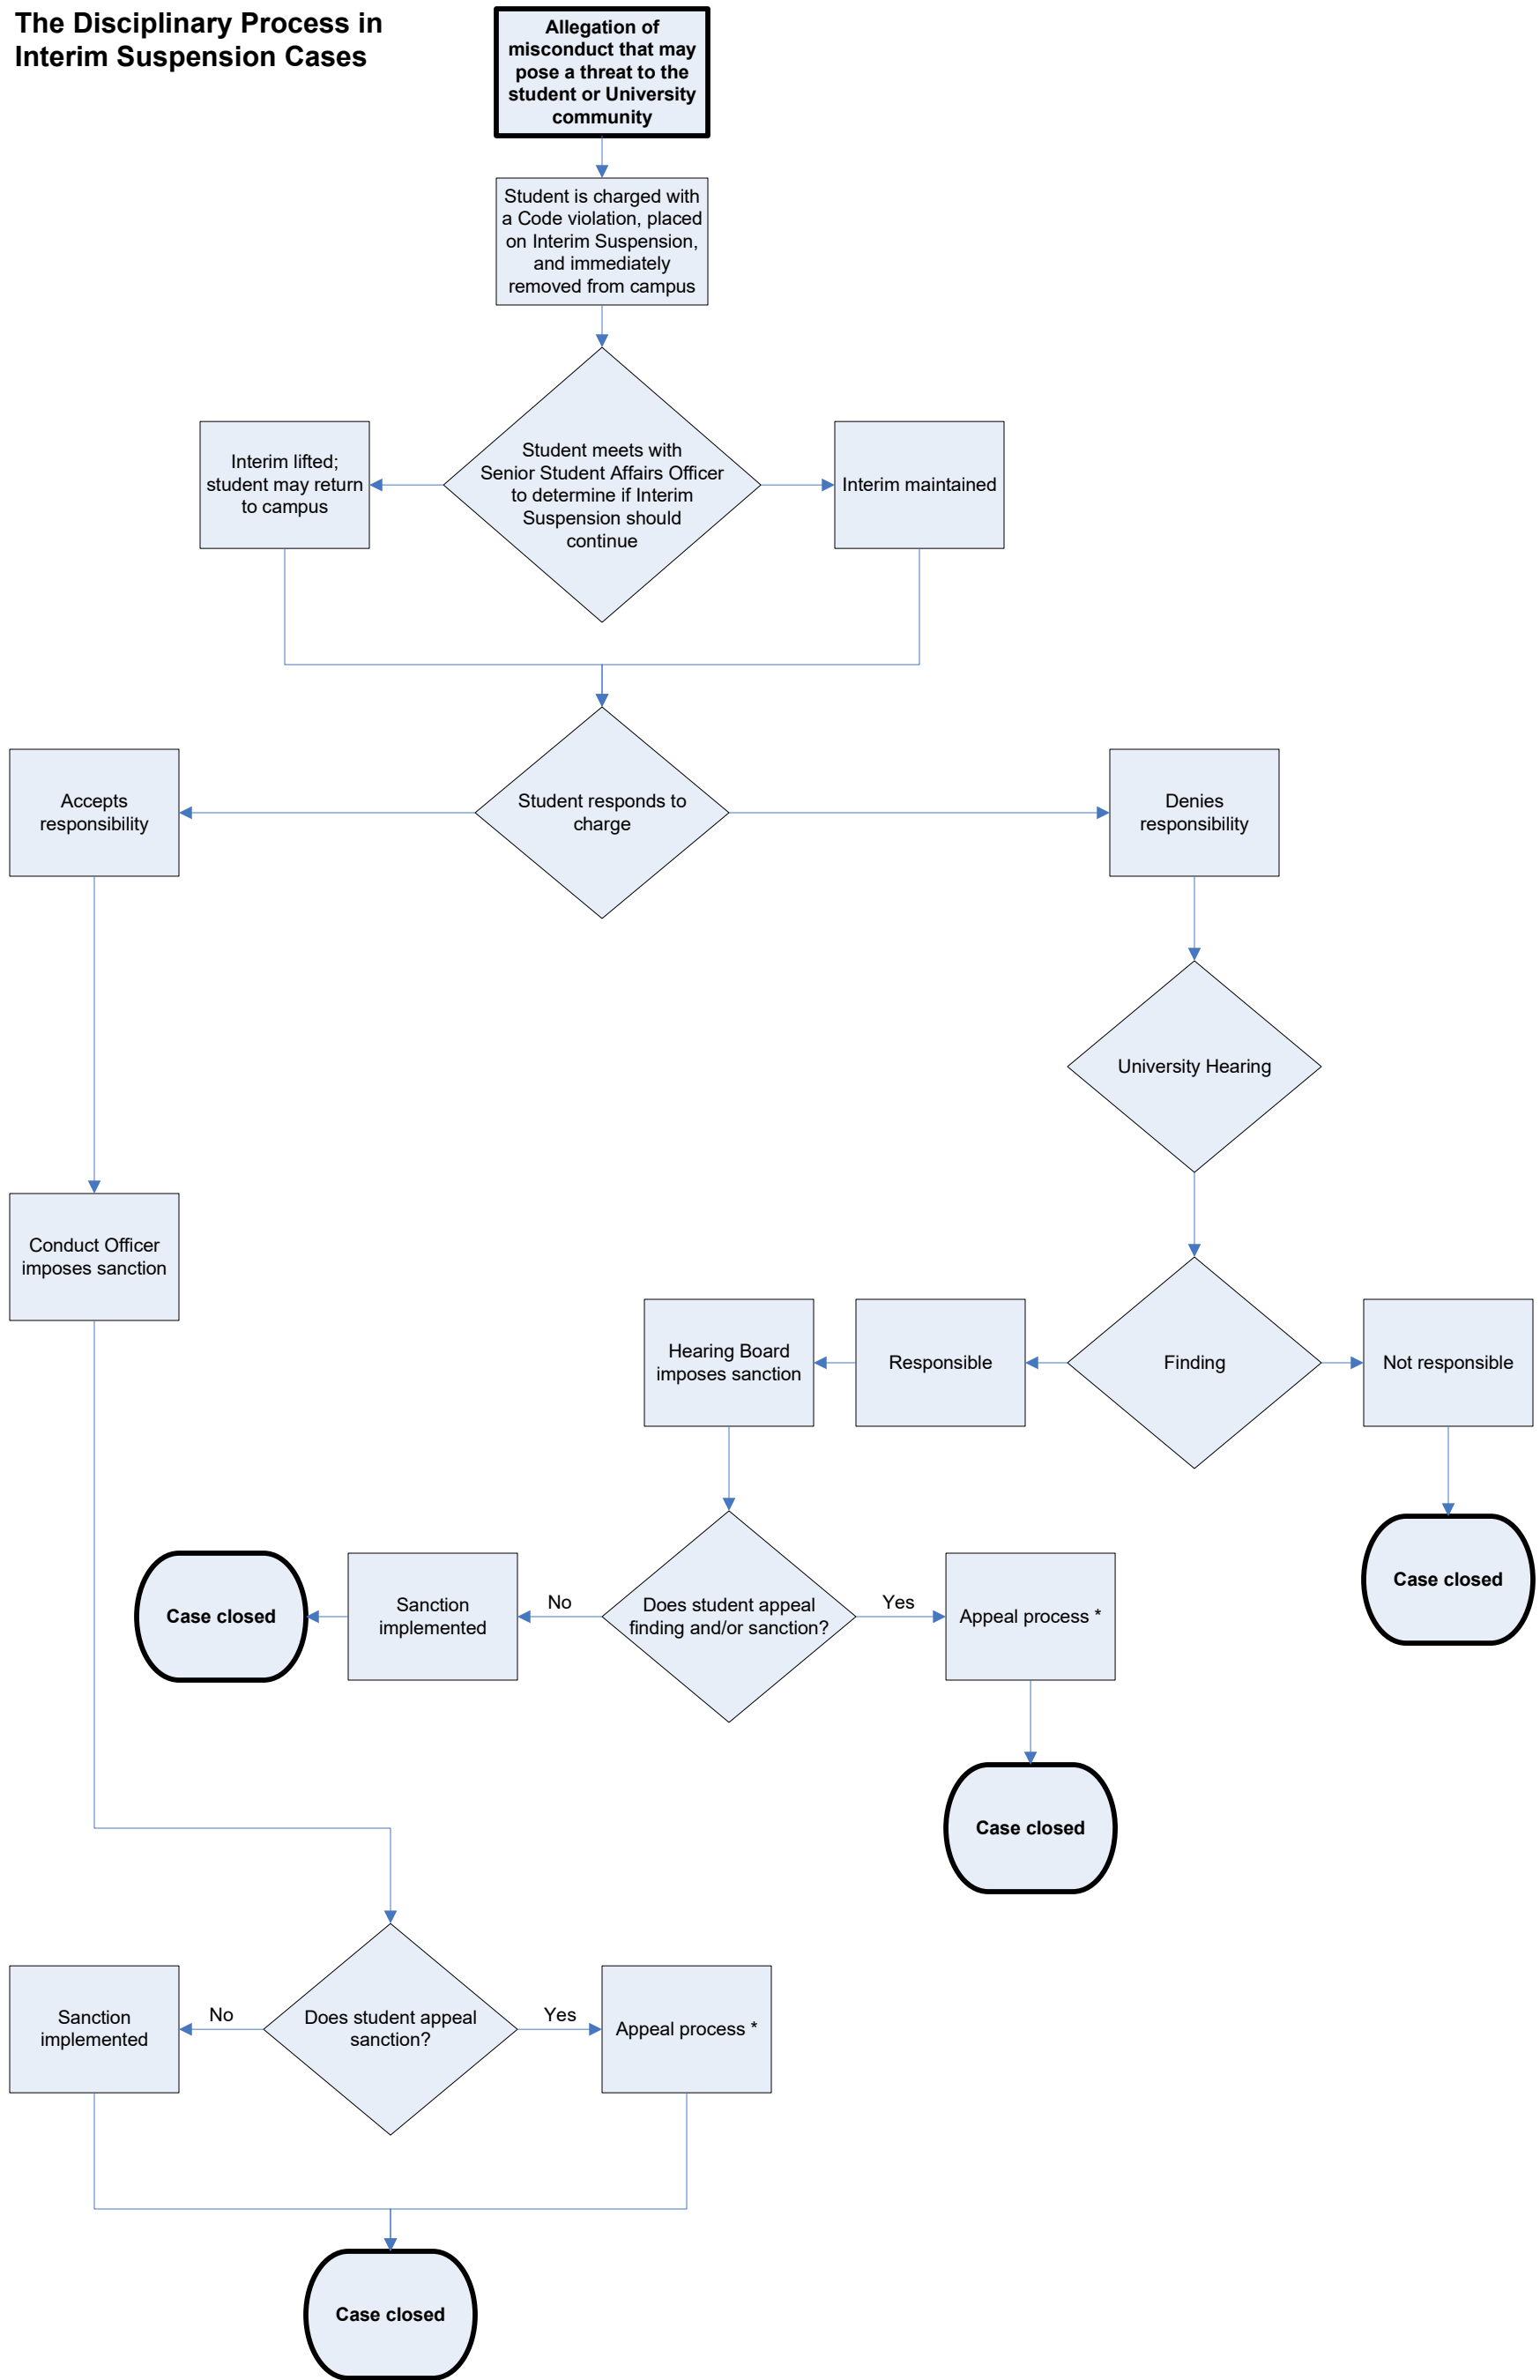 The Disciplinary Process in
Interim Suspension Cases
Allegation of
misconduct that may
pose a threat to the
student or University
community
Student is charged with
a Code violation, placed
on Interim Suspension,
and immediately
removed from campus
Interim lifted;
student may return
to campus
Student meets with
Senior Student Affairs Officer
to determine if Interim
Suspension should
continue
Interim maintained
Accepts
responsibility
Student responds to
charge
Denies
responsibility
University Hearing
Conduct Officer
imposes sanction
Hearing Board
imposes sanction
Responsible
Finding
Not responsible
Case closed
Case closed
Sanction
implemented
No
Does student appeal
finding and/or sanction?
Yes
Appeal process *
Case closed
Sanction
implemented
No
Does student appeal
sanction?
Yes
Appeal process *
Case closed